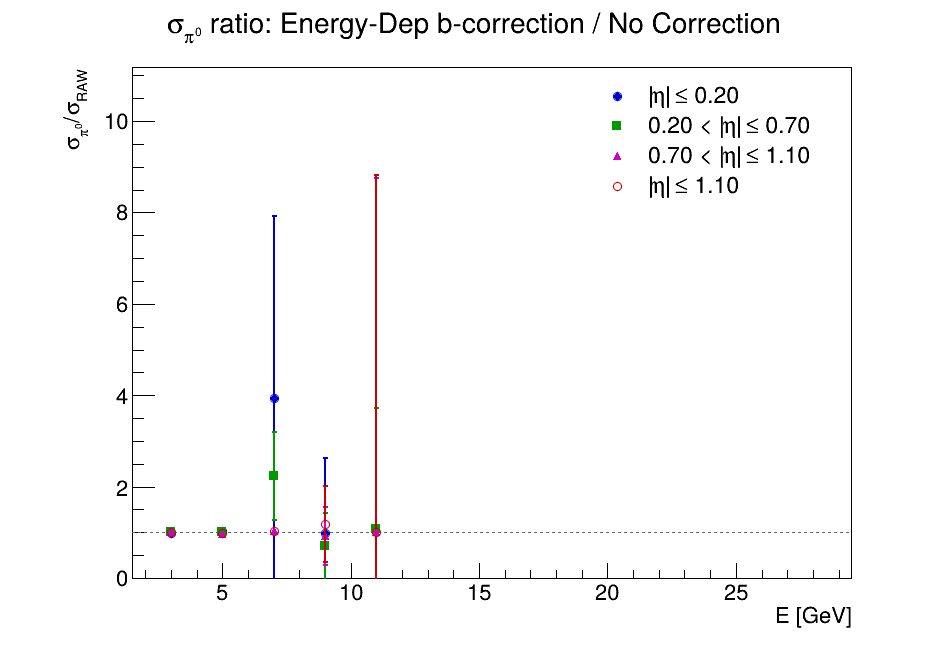 σπ⁰ ratio: Energy-Dep b-correction / No Correction
σπ⁰/σRAW
|η| ≤ 0.20
0.20 < |η| ≤ 0.70
0.70 < |η| ≤ 1.10
|η| ≤ 1.10
10
8
6
4
2
0
5 10 15 20 25
E [GeV]